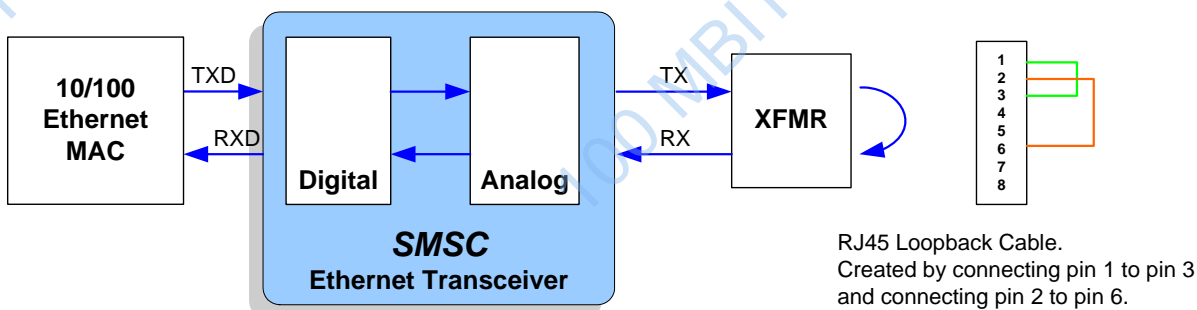 10/100
Ethernet
MAC
TXD
RXD
Digital
Analog
SMSC
Ethernet Transceiver
TX
RX
XFMR
1
2
3
4
5
6
7
8
RJ45 Loopback Cable.
Created by connecting pin 1 to pin 3
and connecting pin 2 to pin 6.
100 MBI